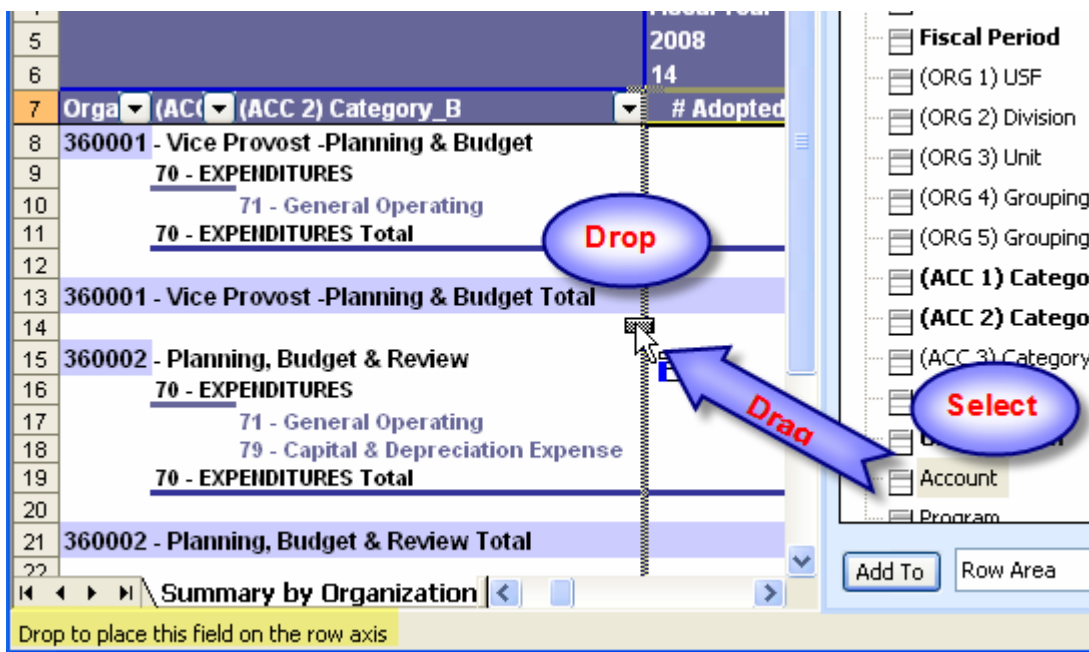 Fiscal Year
5 2008
6 14
7 Orga (ACC (ACC 2) Category_B # Adopted
8 360001 - Vice Provost -Planning & Budget
9 70 - EXPENDITURES
10 71 - General Operating
11 70 - EXPENDITURES Total
12
13 360001 - Vice Provost -Planning & Budget Total
14
15 360002 - Planning, Budget & Review
16 70 - EXPENDITURES
17 71 - General Operating
18 79 - Capital & Depreciation Expense
19 70 - EXPENDITURES Total
20
21 360002 - Planning, Budget & Review Total
22
Summary by Organization
Drop to place this field on the row axis
Drop
Drag
Select
Fiscal Period
(ORG 1) USF
(ORG 2) Division
(ORG 3) Unit
(ORG 4) Grouping
(ORG 5) Grouping
(ACC 1) Catego
(ACC 2) Catego
(ACC 3) Category
Account
Program
Add To Row Area